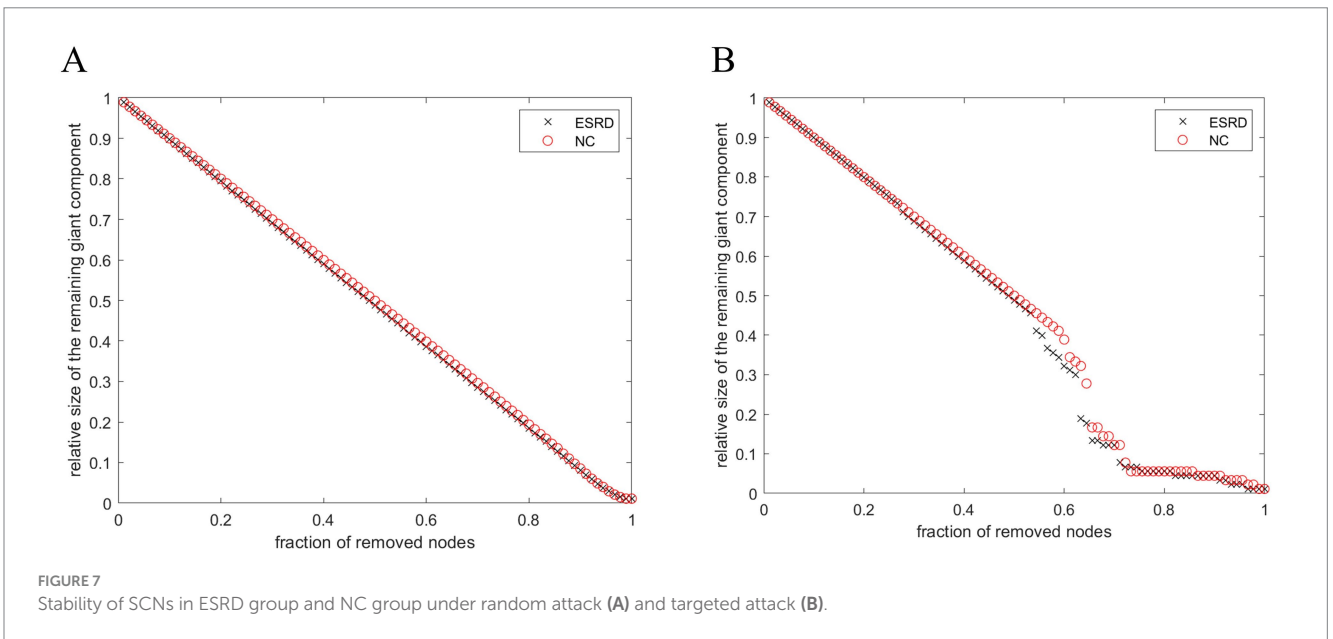 A
1
0.9
0.8
0.7
0.6
0.5
0.4
0.3
0.2
0.1
0
0 0.2 0.4 0.6 0.8 1
relative size of the remaining giant component
fraction of removed nodes
ESRD
NC
B
1
0.9
0.8
0.7
0.6
0.5
0.4
0.3
0.2
0.1
0
0 0.2 0.4 0.6 0.8 1
relative size of the remaining giant component
fraction of removed nodes
ESRD
NC
FIGURE 7
Stability of SCNs in ESRD group and NC group under random attack (A) and targeted attack (B).